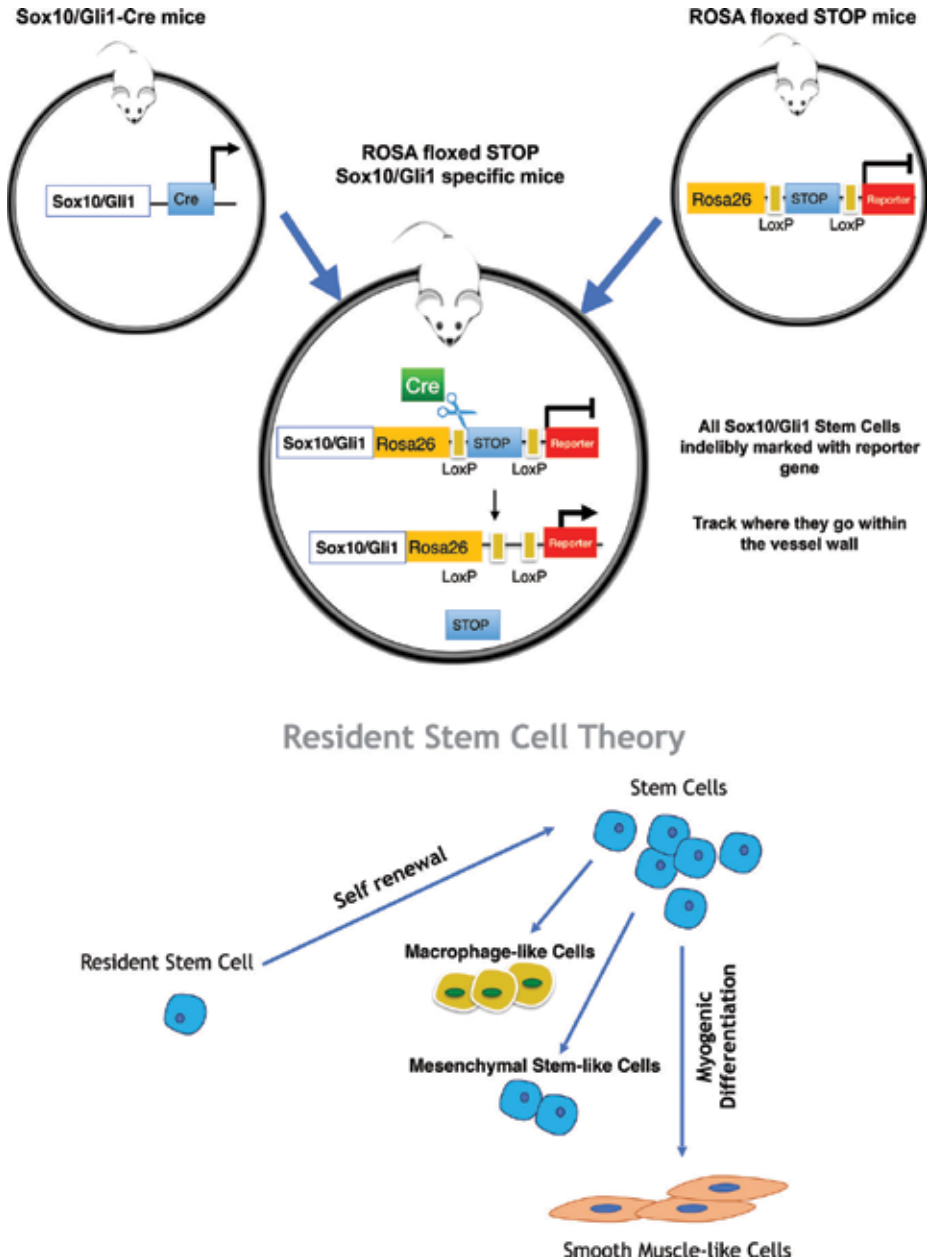 Sox10/Gli1-Cre mice
ROSA floxed STOP mice
Sox10/Gli1
Cre
ROSA floxed STOP
Sox10/Gli1 specific mice
Rosa26
STOP
Reporter
LoxP
LoxP
Cre
Sox10/Gli1
Rosa26
STOP
Reporter
LoxP
LoxP
Sox10/Gli1
Rosa26
Reporter
LoxP
LoxP
STOP
All Sox10/Gli1 Stem Cells
indelibly marked with reporter
gene
Track where they go within
the vessel wall
Resident Stem Cell Theory
Stem Cells
Self renewal
Resident Stem Cell
Macrophage-like Cells
Mesenchymal Stem-like Cells
Myogenic
Differentiation
Smooth Muscle-like Cells